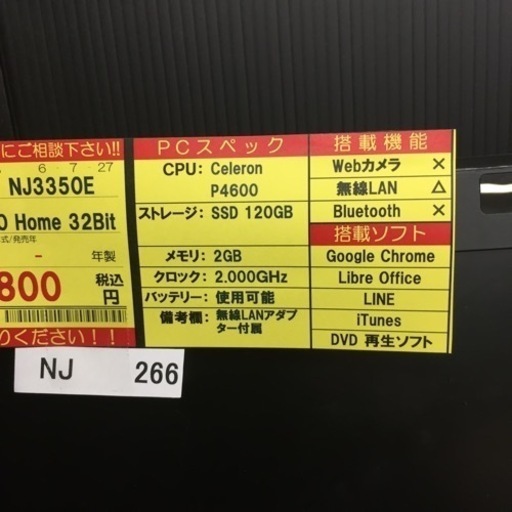 にご相談下さい!!
6 7 27
NJ3350E
0 Home 32Bit
式/発売年
- 年製
800 税込 円
りください！！
PCスペック
CPU: Celeron
P4600
ストレージ: SSD 120GB
メモリ: 2GB
クロック: 2.000GHz
バッテリー: 使用可能
備考欄: 無線LANアダプ
ター付属
搭載機能
Webカメラ ×
無線LAN △
Bluetooth ×
搭載ソフト
Google Chrome
Libre Office
LINE
iTunes
DVD 再生ソフト
NJ 266